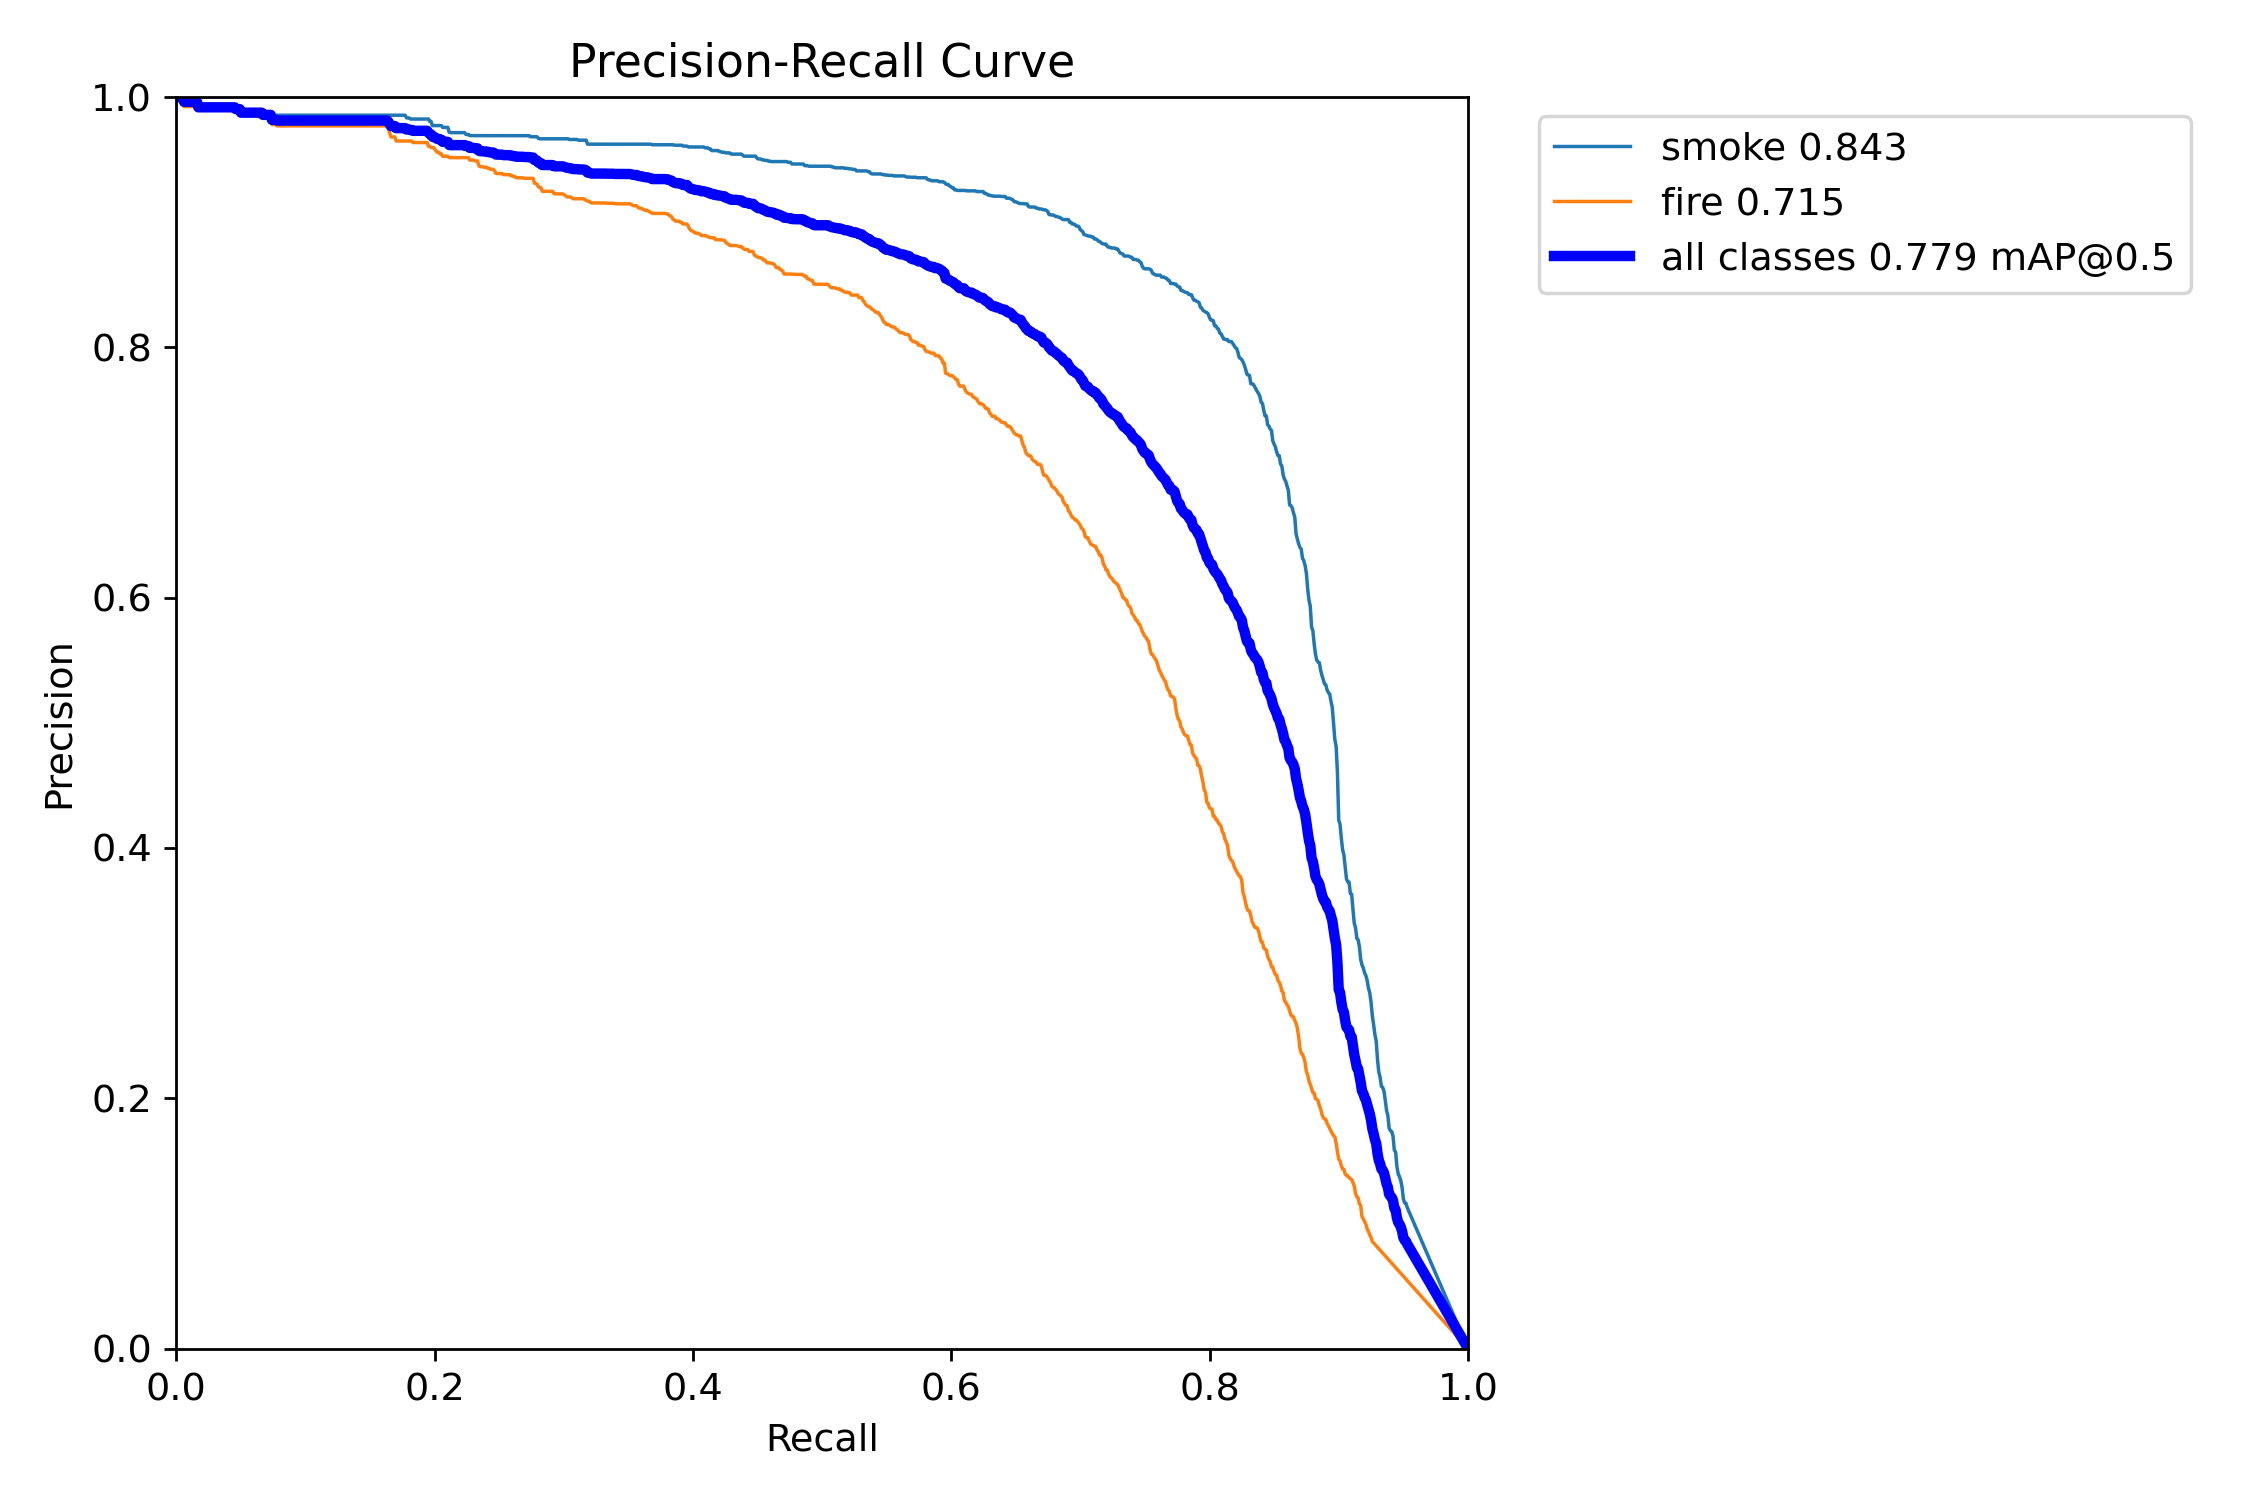 Precision-Recall Curve
1.0
0.8
0.6
0.4
0.2
0.0
Precision
0.0 0.2 0.4 0.6 0.8 1.0
Recall
smoke 0.843
fire 0.715
all classes 0.779 mAP@0.5